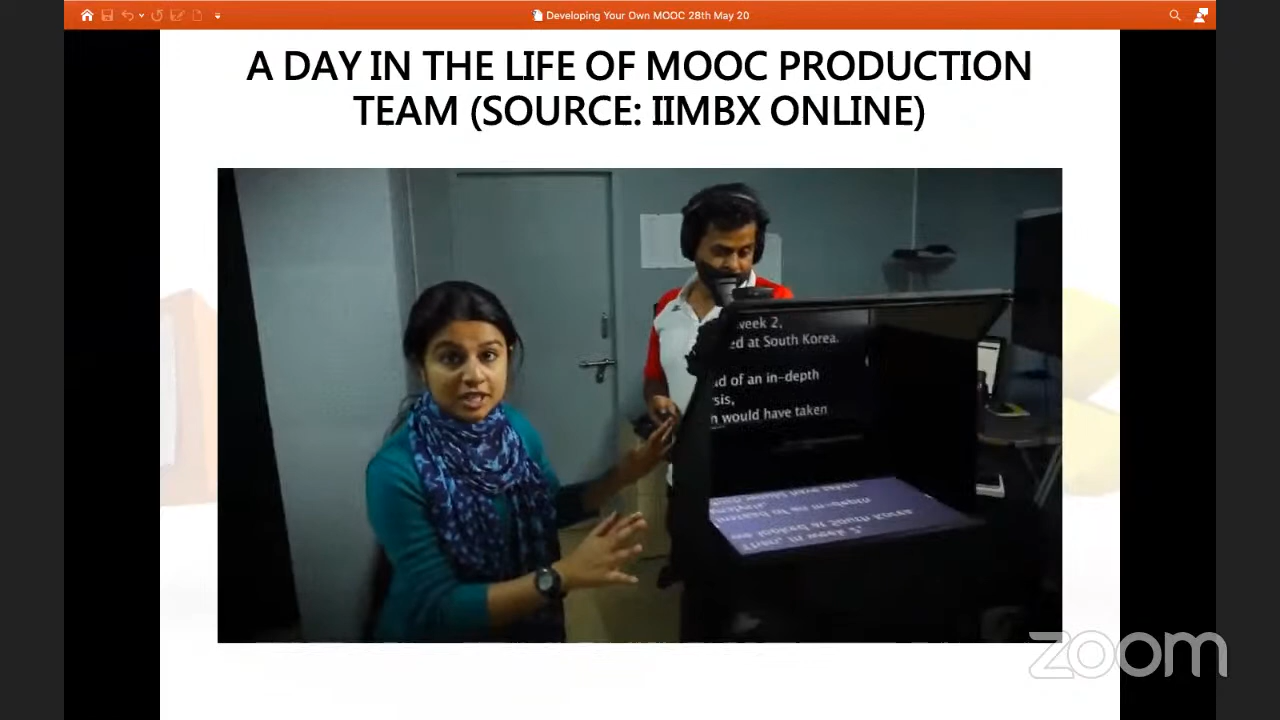 Developing Your Own MOOC 28th May 20
A DAY IN THE LIFE OF MOOC PRODUCTION
TEAM (SOURCE: IIMBX ONLINE)
week 2,
ed at South Korea.
of an in-depth
would have taken
zoom